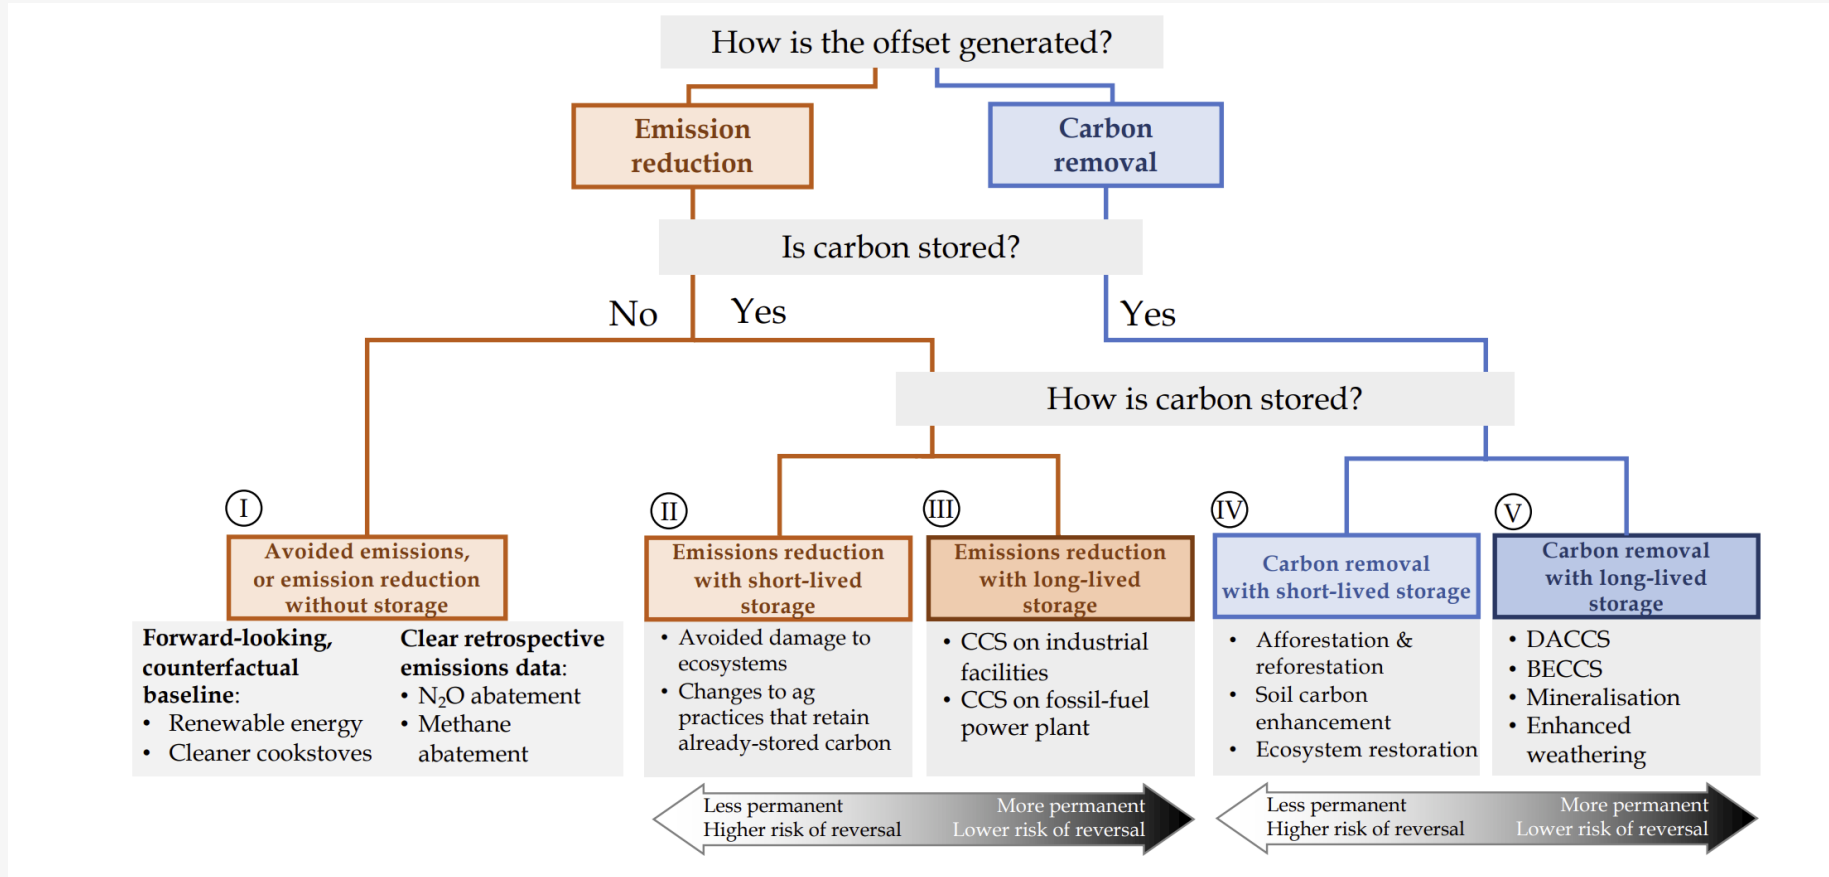 How is the offset generated?
Emission
reduction
Carbon
removal
Is carbon stored?
No
Yes
Yes
How is carbon stored?
I
Avoided emissions,
or emission reduction
without storage
Forward-looking,
counterfactual
baseline:
• Renewable energy
• Cleaner cookstoves
Clear retrospective
emissions data:
• N₂O abatement
• Methane
abatement
II
Emissions reduction
with short-lived
storage
• Avoided damage to
ecosystems
• Changes to ag
practices that retain
already-stored carbon
III
Emissions reduction
with long-lived
storage
• CCS on industrial
facilities
• CCS on fossil-fuel
power plant
IV
Carbon removal
with short-lived storage
• Afforestation &
reforestation
• Soil carbon
enhancement
• Ecosystem restoration
V
Carbon removal
with long-lived
storage
• DACCS
• BECCS
• Mineralisation
• Enhanced
weathering
Less permanent
Higher risk of reversal
More permanent
Lower risk of reversal
Less permanent
Higher risk of reversal
More permanent
Lower risk of reversal